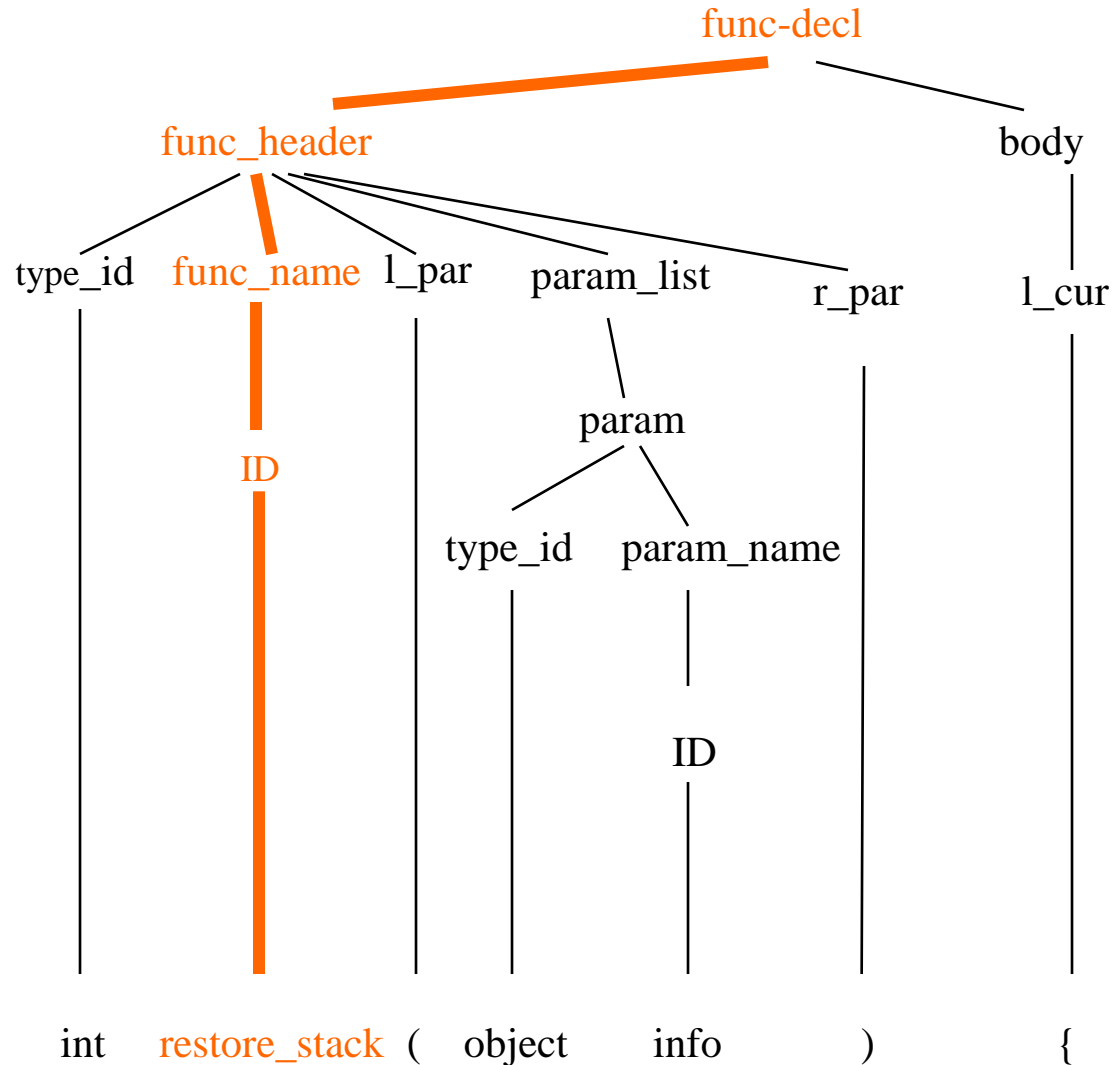 func-decl
func_header body
type_id func_name l_par param_list r_par l_cur
param
ID
type_id param_name
ID
int restore_stack ( object info ) {